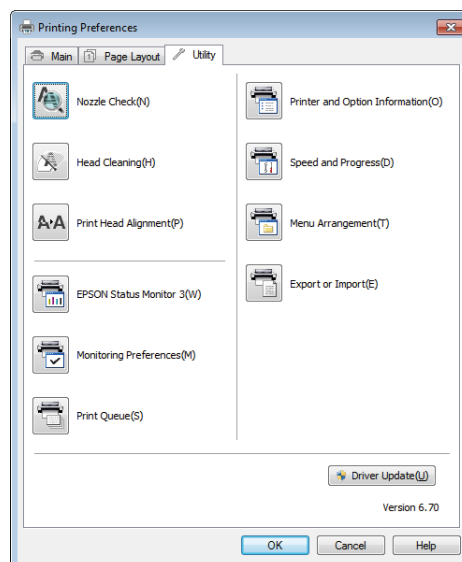 Printing Preferences
Main
1 Page Layout
Utility
Nozzle Check(N)
Head Cleaning(H)
A A Print Head Alignment(P)
EPSON Status Monitor 3(W)
Monitoring Preferences(M)
Print Queue(S)
Printer and Option Information(O)
Speed and Progress(D)
Menu Arrangement(T)
Export or Import(E)
Driver Update(U)
Version 6.70
OK
Cancel
Help